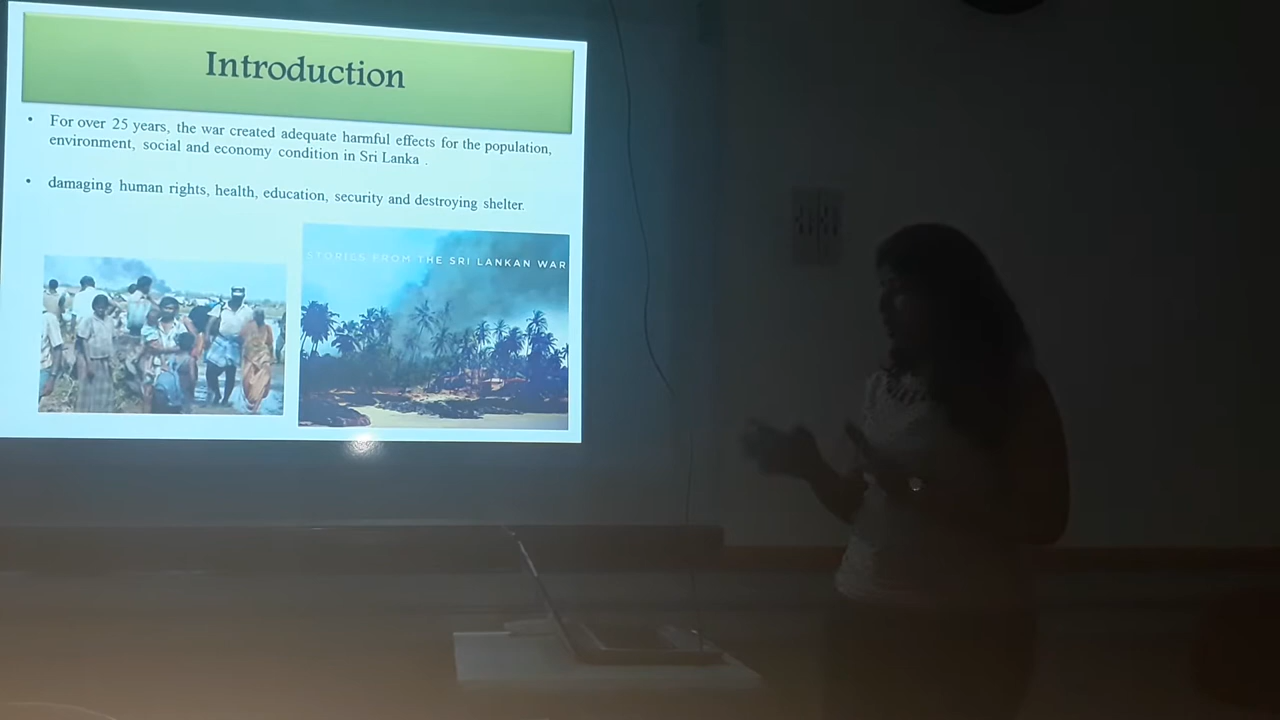 Introduction
• For over 25 years, the war created adequate harmful effects for the population,
environment, social and economy condition in Sri Lanka .
• damaging human rights, health, education, security and destroying shelter.
STORIES FROM THE SRI LANKAN WAR